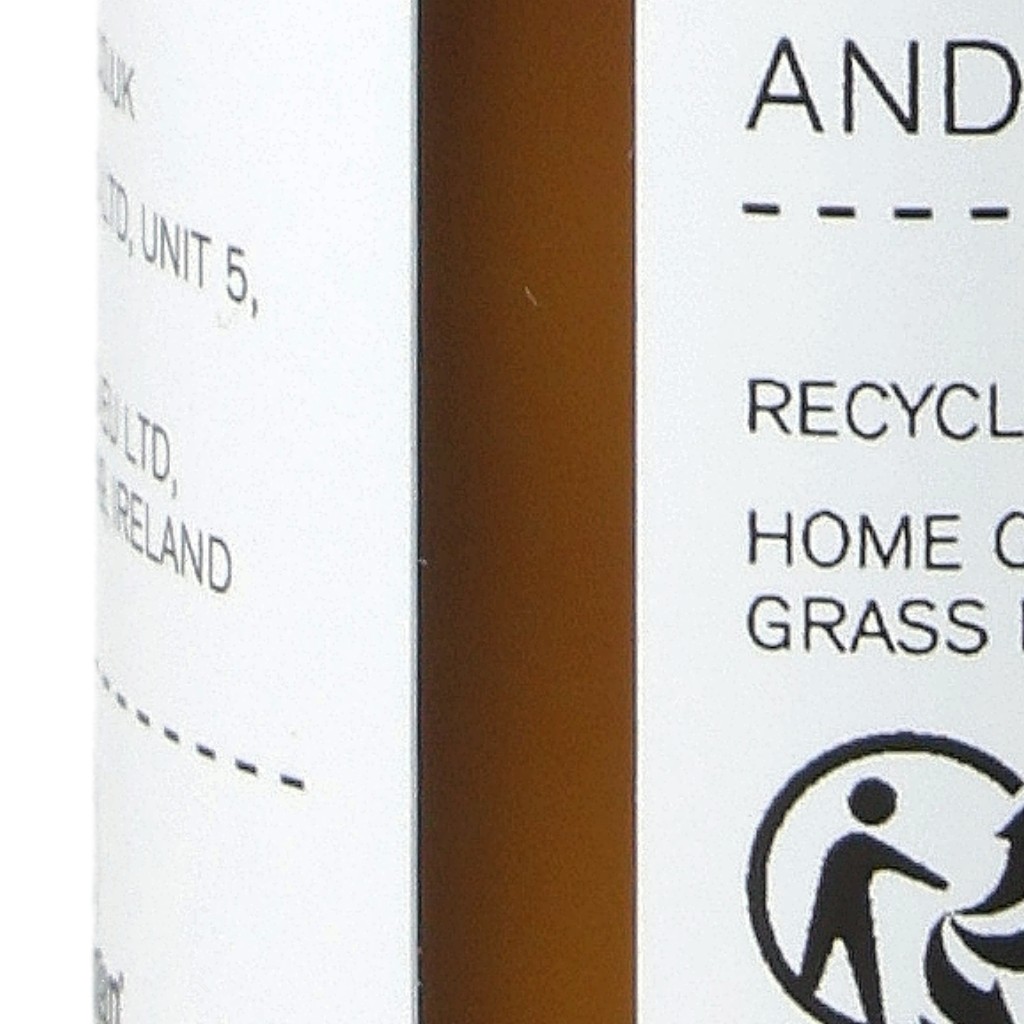 UK
LTD, UNIT 5,
LTD,
& IRELAND
AND
RECYCL
HOME
GRASS